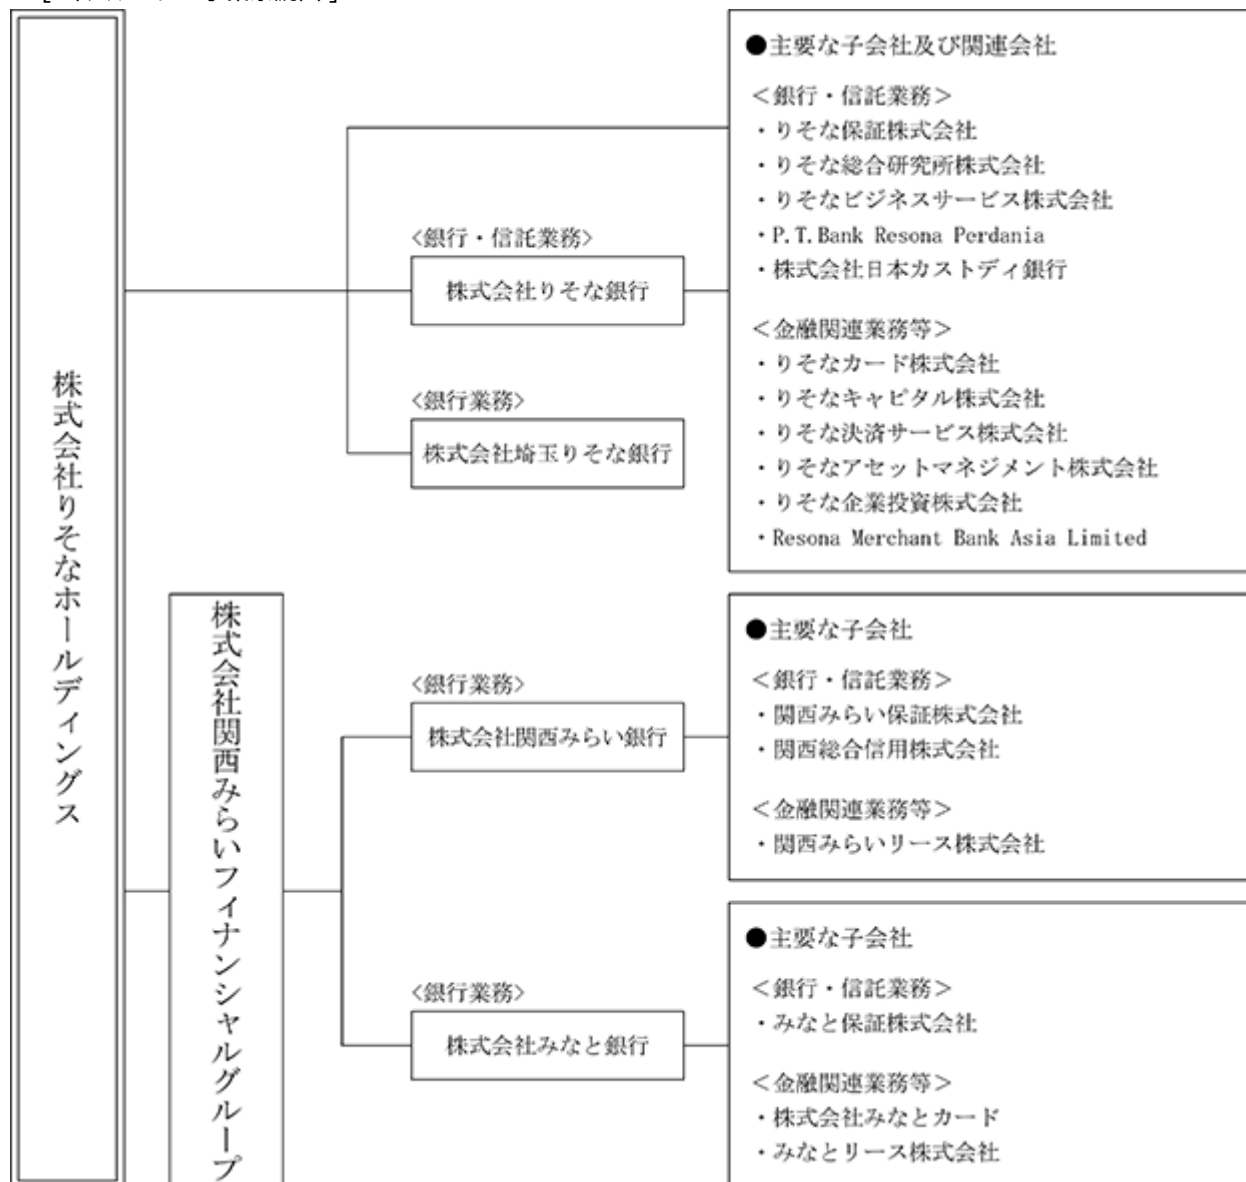 株式会社りそなホールディングス
<銀行・信託業務>
株式会社りそな銀行
<銀行業務>
株式会社埼玉りそな銀行
●主要な子会社及び関連会社
＜銀行・信託業務＞
・りそな保証株式会社
・りそな総合研究所株式会社
・りそなビジネスサービス株式会社
・P.T.Bank Resona Perdania
・株式会社日本カストディ銀行
＜金融関連業務等＞
・りそなカード株式会社
・りそなキャピタル株式会社
・りそな決済サービス株式会社
・りそなアセットマネジメント株式会社
・りそな企業投資株式会社
・Resona Merchant Bank Asia Limited
株式会社関西みらいフィナンシャルグループ
<銀行業務>
株式会社関西みらい銀行
●主要な子会社
＜銀行・信託業務＞
・関西みらい保証株式会社
・関西総合信用株式会社
＜金融関連業務等＞
・関西みらいリース株式会社
<銀行業務>
株式会社みなと銀行
●主要な子会社
＜銀行・信託業務＞
・みなと保証株式会社
＜金融関連業務等＞
・株式会社みなとカード
・みなとリース株式会社